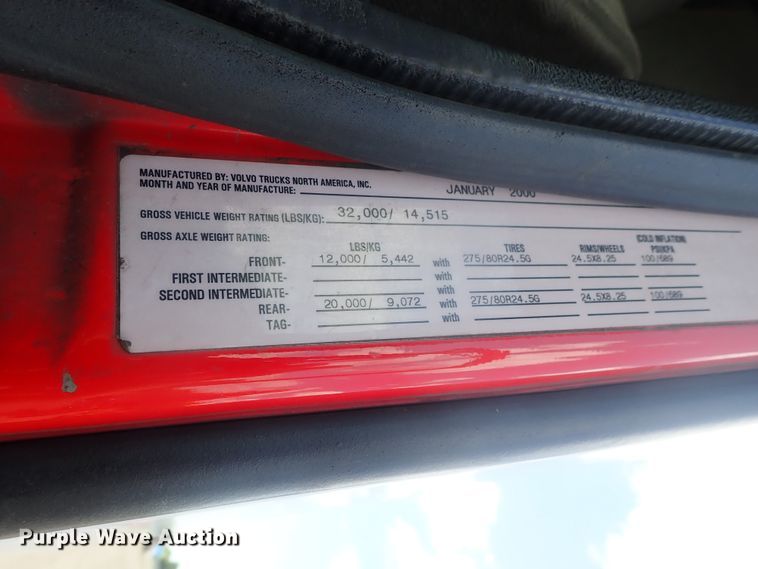 MANUFACTURED BY: VOLVO TRUCKS NORTH AMERICA, INC.
MONTH AND YEAR OF MANUFACTURE: JANUARY 2000
GROSS VEHICLE WEIGHT RATING (LBS/KG): 32,000/ 14,515
GROSS AXLE WEIGHT RATING:
LBS/KG TIRES RIMS/WHEELS (COLD INFLATION) PSI/KPA
FRONT- 12,000/ 5,442 with 275/80R24.5G 24.5X8.25 100/689
FIRST INTERMEDIATE- with
SECOND INTERMEDIATE- with
REAR- 20,000/ 9,072 with 275/80R24.5G 24.5X8.25 100/689
TAG- with
Purple Wave Auction